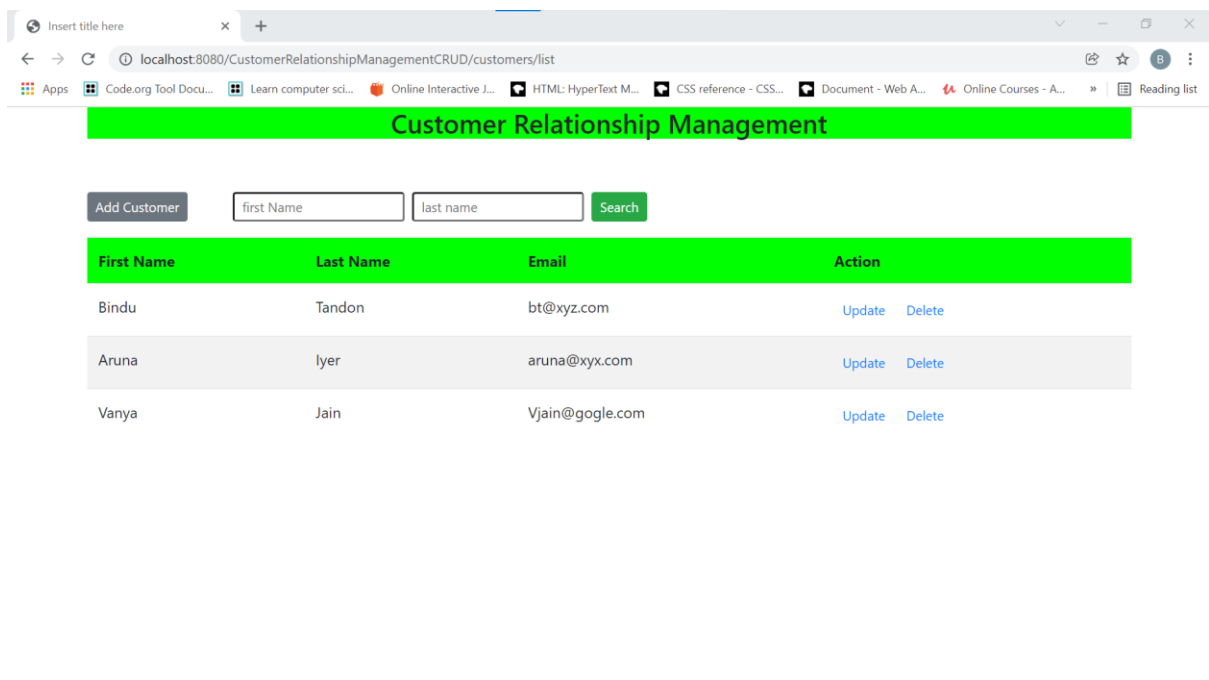 Insert title here
localhost:8080/CustomerRelationshipManagementCRUD/customers/list
B
Apps Code.org Tool Docu... Learn computer sci... Online Interactive J... HTML: HyperText M... CSS reference - CSS... Document - Web A... Online Courses - A... » Reading list
Customer Relationship Management
Add Customer first Name last name Search
First Name Last Name Email Action
Bindu Tandon bt@xyz.com Update Delete
Aruna Iyer aruna@xyx.com Update Delete
Vanya Jain Vjain@gogle.com Update Delete